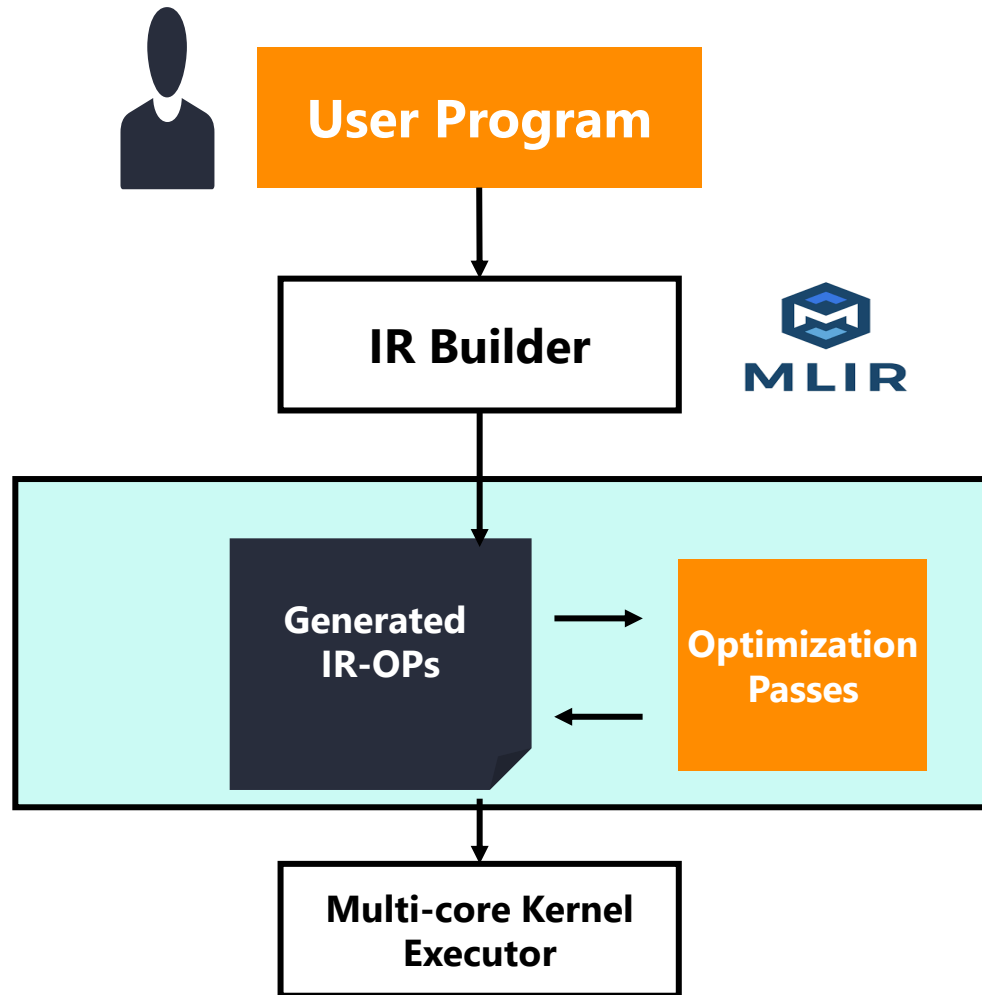 User Program
IR Builder
MLIR
Generated
IR-OPs
Optimization
Passes
Multi-core Kernel
Executor